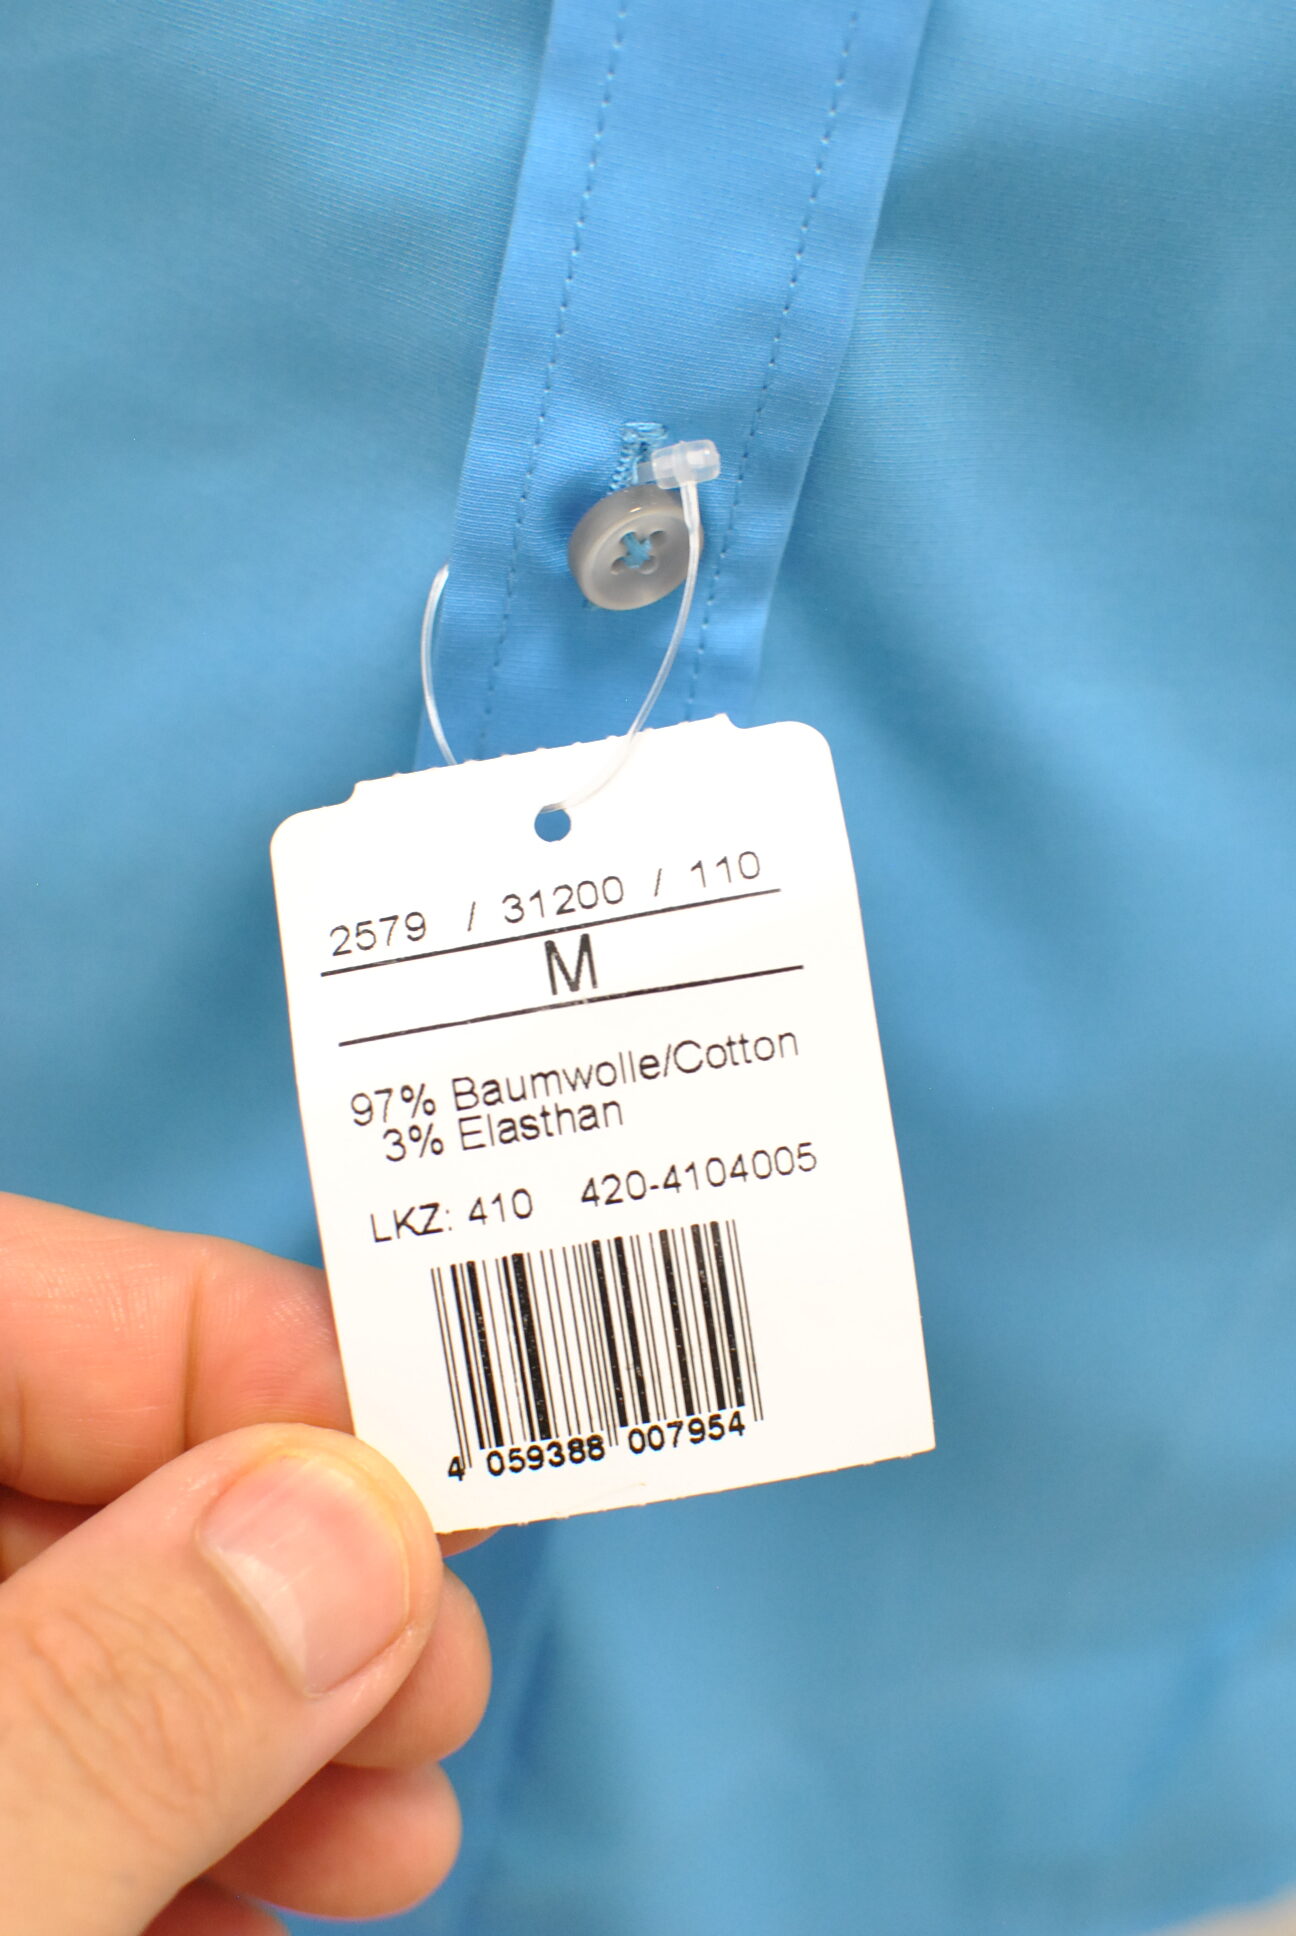 2579 / 31200 / 110
M
97% Baumwolle/Cotton
3% Elasthan
LKZ: 410 420-4104005
4 059388 007954